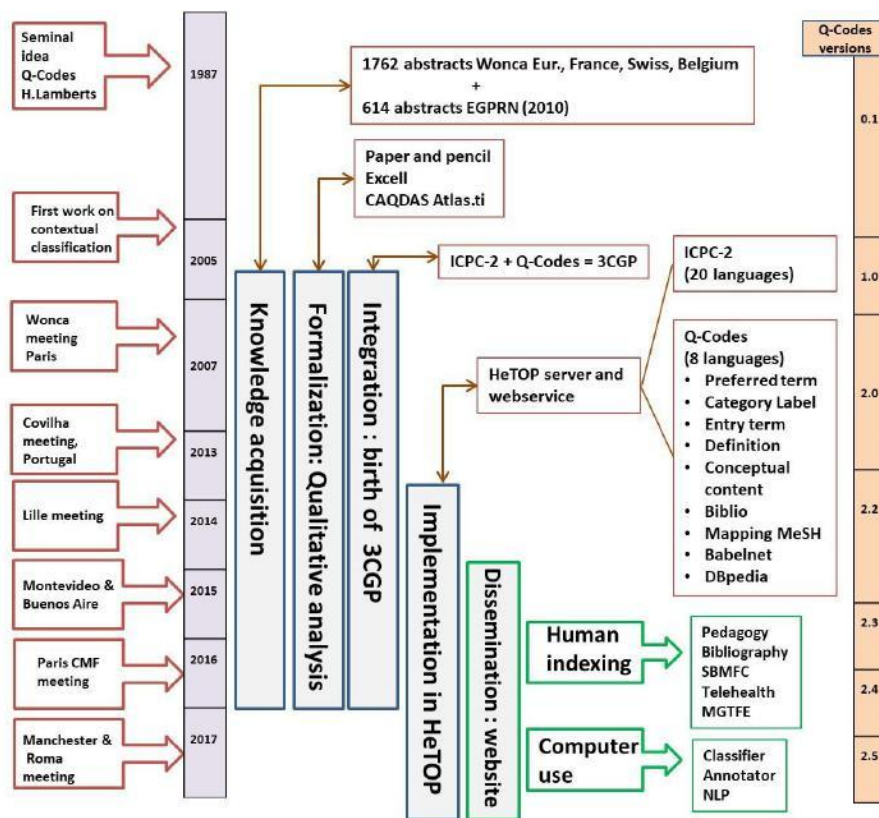 Seminal
idea
Q-Codes
H.Lamberts
First work on
contextual
classification
Wonca
meeting
Paris
Covilha
meeting,
Portugal
Lille meeting
Montevideo &
Buenos Aire
Paris CMF
meeting
Manchester &
Roma
meeting
1987
2005
2007
2013
2014
2015
2016
2017
Knowledge acquisition
Formalization: Qualitative analysis
Integration : birth of 3CGP
Implementation in HeTOP
Dissemination : website
1762 abstracts Wonca Eur., France, Swiss, Belgium
+
614 abstracts EGPRN (2010)
Paper and pencil
Excell
CAQDAS Atlas.ti
ICPC-2 + Q-Codes = 3CGP
HeTOP server and
webservice
ICPC-2
(20 languages)
Q-Codes
(8 languages)
• Preferred term
• Category Label
• Entry term
• Definition
• Conceptual
content
• Biblio
• Mapping MeSH
• Babelnet
• DBpedia
Human
indexing
Pedagogy
Bibliography
SBMFC
Telehealth
MGTFE
Computer
use
Classifier
Annotator
NLP
Q-Codes
versions
0.1
1.0
2.0
2.2
2.3
2.4
2.5